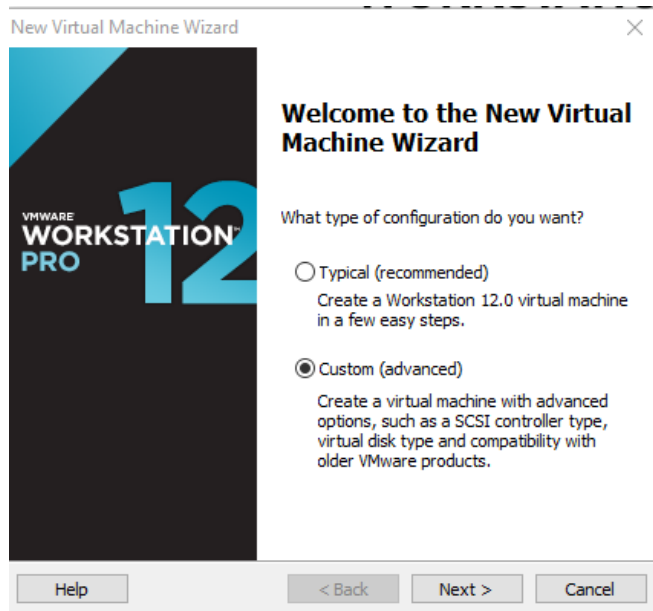 New Virtual Machine Wizard
VMWARE
WORKSTATION™
PRO
12
Welcome to the New Virtual
Machine Wizard
What type of configuration do you want?
Typical (recommended)
Create a Workstation 12.0 virtual machine
in a few easy steps.
Custom (advanced)
Create a virtual machine with advanced
options, such as a SCSI controller type,
virtual disk type and compatibility with
older VMware products.
Help
< Back
Next >
Cancel